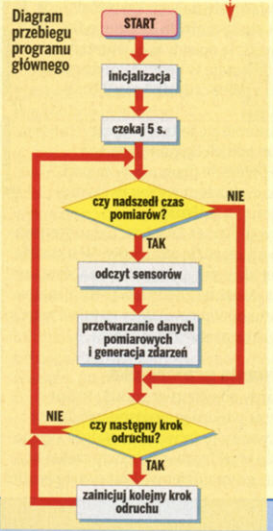 Diagram
przebiegu
programu
głównego
START
inicjalizacja
czekaj 5 s.
czy nadszedł czas
pomiarów?
NIE
TAK
odczyt sensorów
przetwarzanie danych
pomiarowych
i generacja zdarzeń
NIE
czy następny krok
odruchu?
TAK
zainicjuj kolejny krok
odruchu